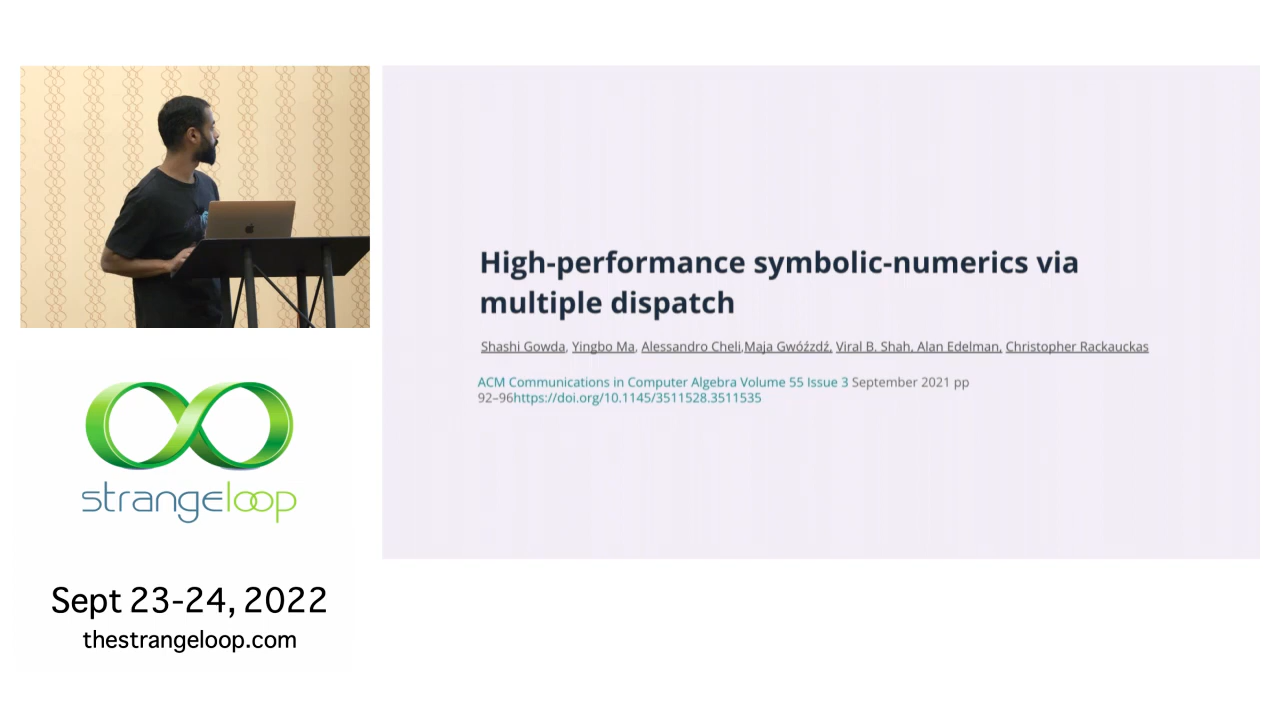 High-performance symbolic-numerics via
multiple dispatch
Shashi Gowda, Yingbo Ma, Alessandro Cheli,Maja Gwóźzdź, Viral B. Shah, Alan Edelman, Christopher Rackauckas
ACM Communications in Computer Algebra Volume 55 Issue 3 September 2021 pp
92–96https://doi.org/10.1145/3511528.3511535
strangeloop
Sept 23-24, 2022
thestrangeloop.com